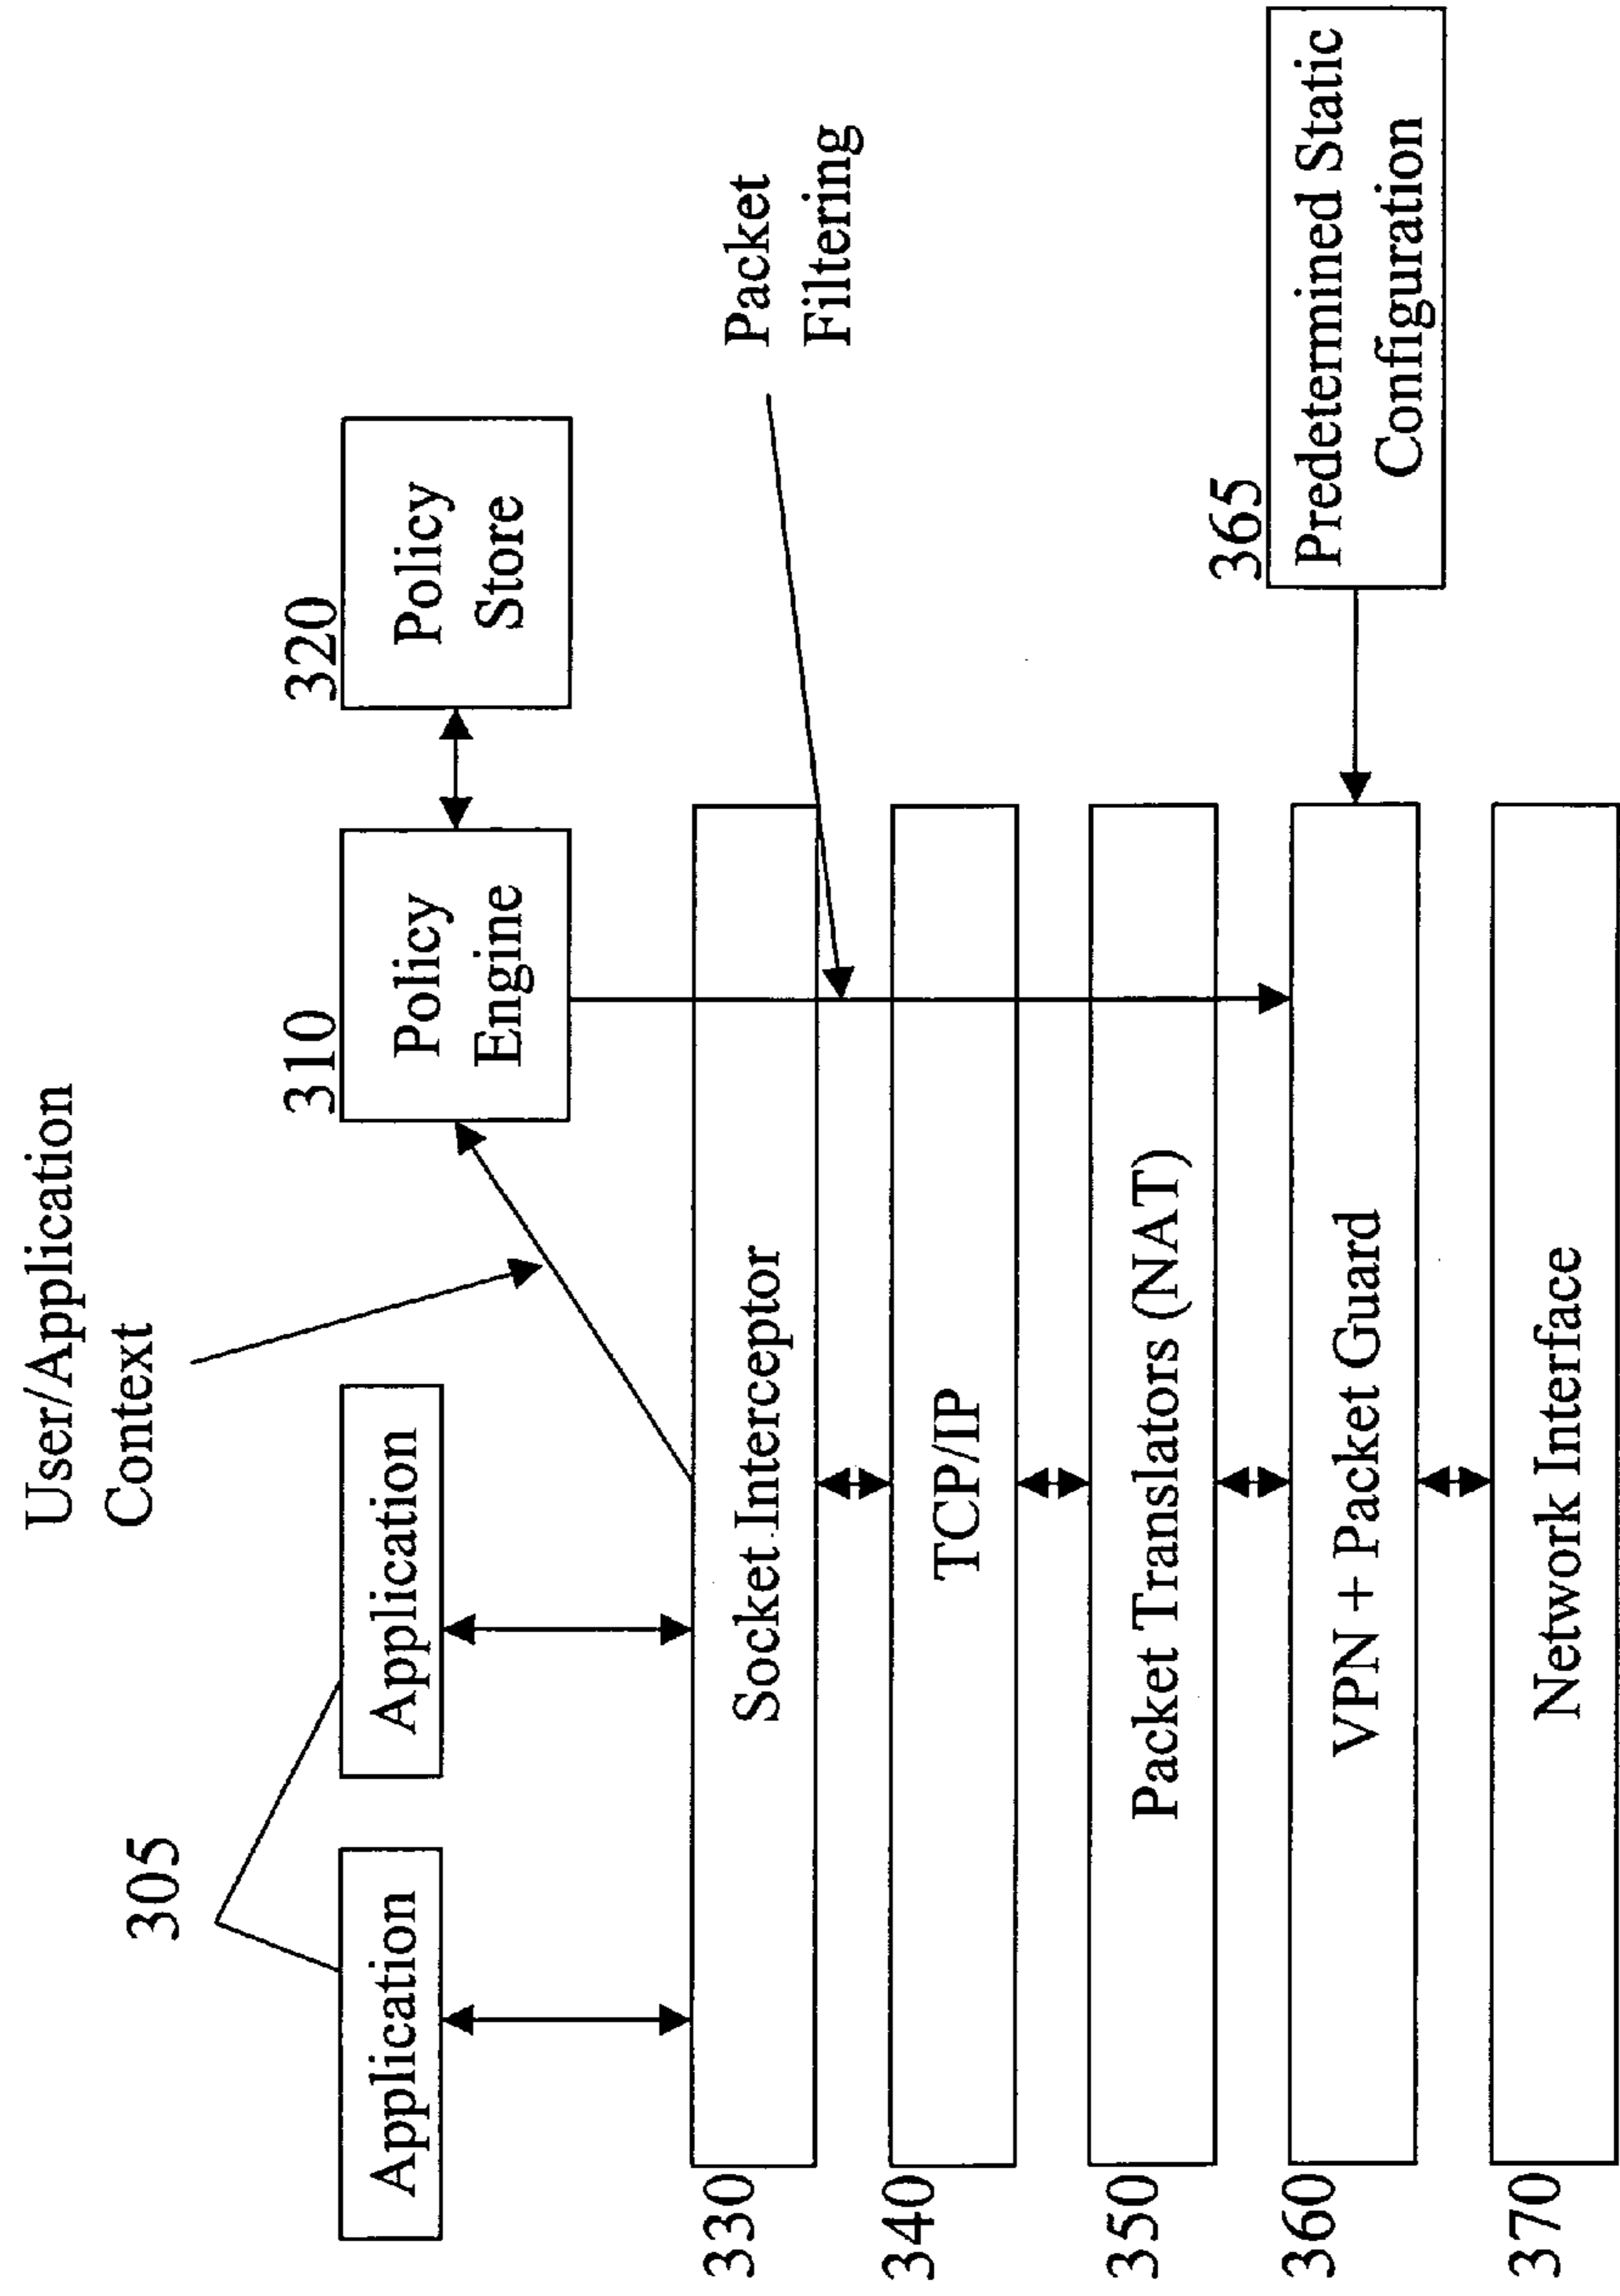 User/Application
Context
305
310
320
Application
Application
Policy
Engine
Policy
Store
Packet
Filtering
330
Socket Interceptor
340
TCP/IP
350
Packet Translators (NAT)
365
360
VPN + Packet Guard
Predetermined Static
Configuration
370
Network Interface